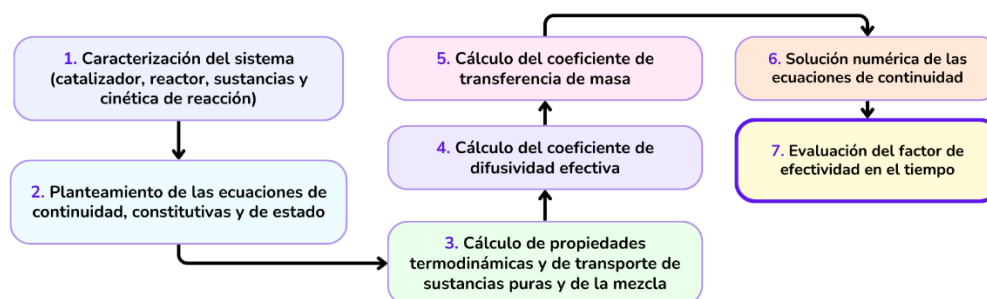 1. Caracterización del sistema
(catalizador, reactor, sustancias y
cinética de reacción)
2. Planteamiento de las ecuaciones de
continuidad, constitutivas y de estado
3. Cálculo de propiedades
termodinámicas y de transporte de
sustancias puras y de la mezcla
4. Cálculo del coeficiente de
difusividad efectiva
5. Cálculo del coeficiente de
transferencia de masa
6. Solución numérica de las
ecuaciones de continuidad
7. Evaluación del factor de
efectividad en el tiempo